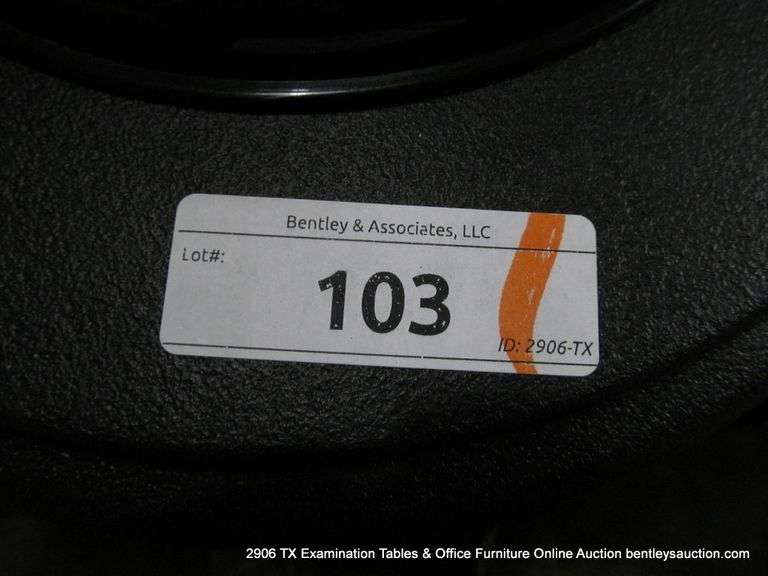 Bentley & Associates, LLC
Lot#:
103
ID: 2906-TX
2906 TX Examination Tables & Office Furniture Online Auction bentleysauction.com